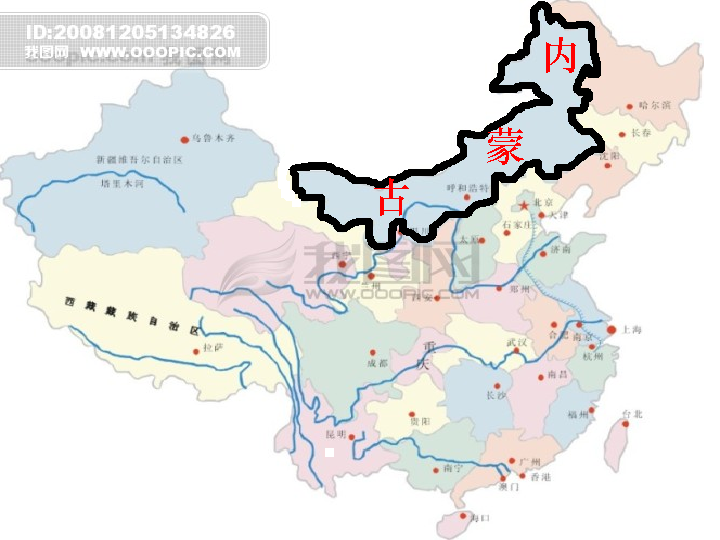 ID:20081205134826
我图网 WWW.OOOPIC.COM
内
蒙
古
哈尔滨
长春
沈阳
乌鲁木齐
新疆维吾尔自治区
塔里木河
呼和浩特
北京
天津
石家庄
太原
济南
西宁
兰州
西安
郑州
我图网
西藏藏族自治区
拉萨
成都
重庆
武汉
合肥
南京
上海
杭州
南昌
长沙
贵阳
福州
台北
昆明
南宁
广州
香港
澳门
海口